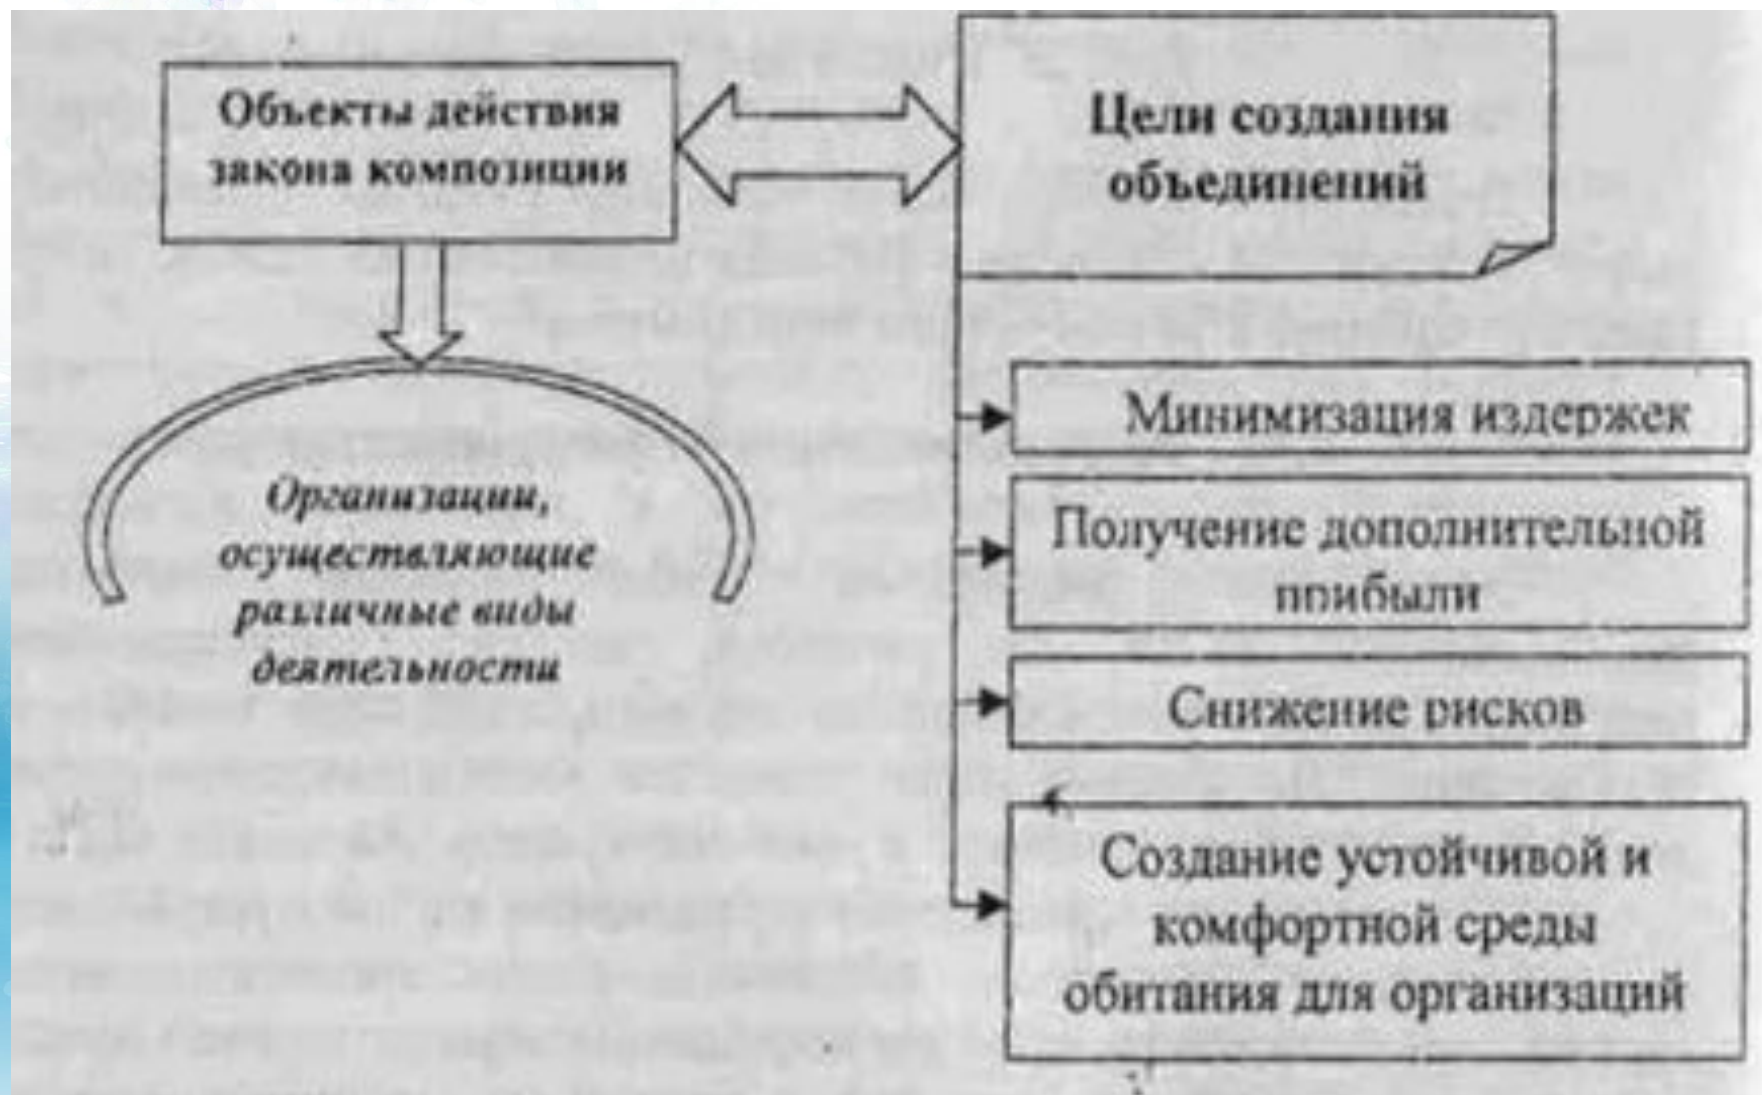 Объекты действия
закона композиции
Цели создания
объединений
Организации,
осуществляющие
различные виды
деятельности
Минимизация издержек
Получение дополнительной
прибыли
Снижение рисков
Создание устойчивой и
комфортной среды
обитания для организаций